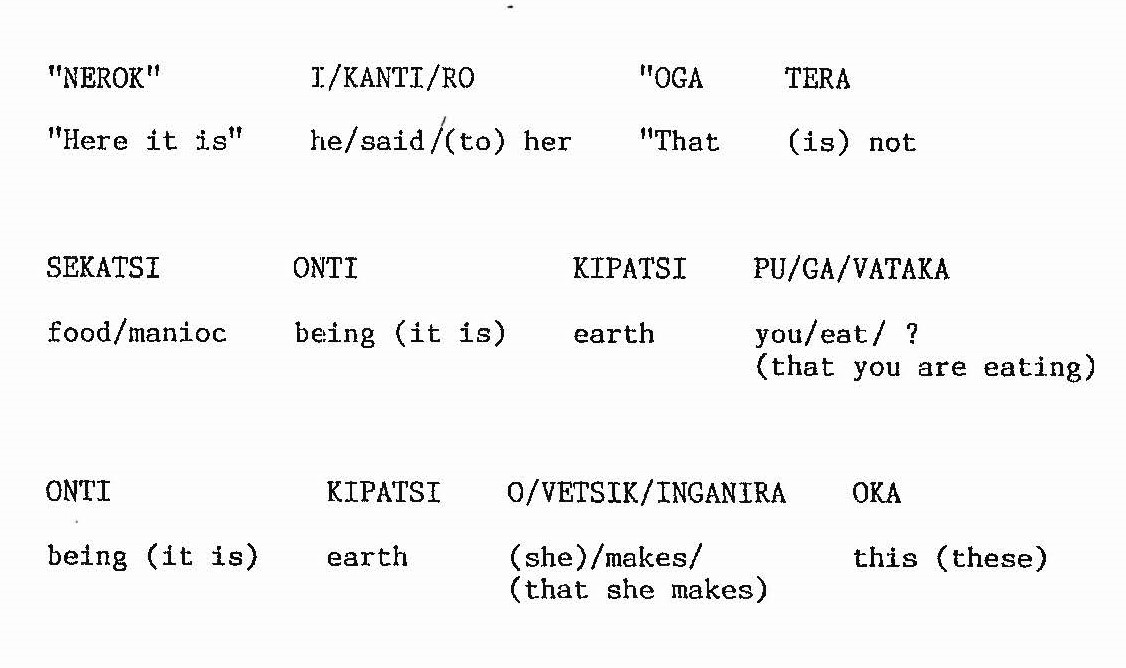 "NEROK" I/KANTI/RO "OGA TERA
"Here it is" he/said/(to) her "That (is) not
SEKATSI ONTI KIPATSI PU/GA/VATAKA
food/manioc being (it is) earth you/eat/ ?
(that you are eating)
ONTI KIPATSI O/VETSIK/INGANIRA OKA
being (it is) earth (she)/makes/ this (these)
(that she makes)